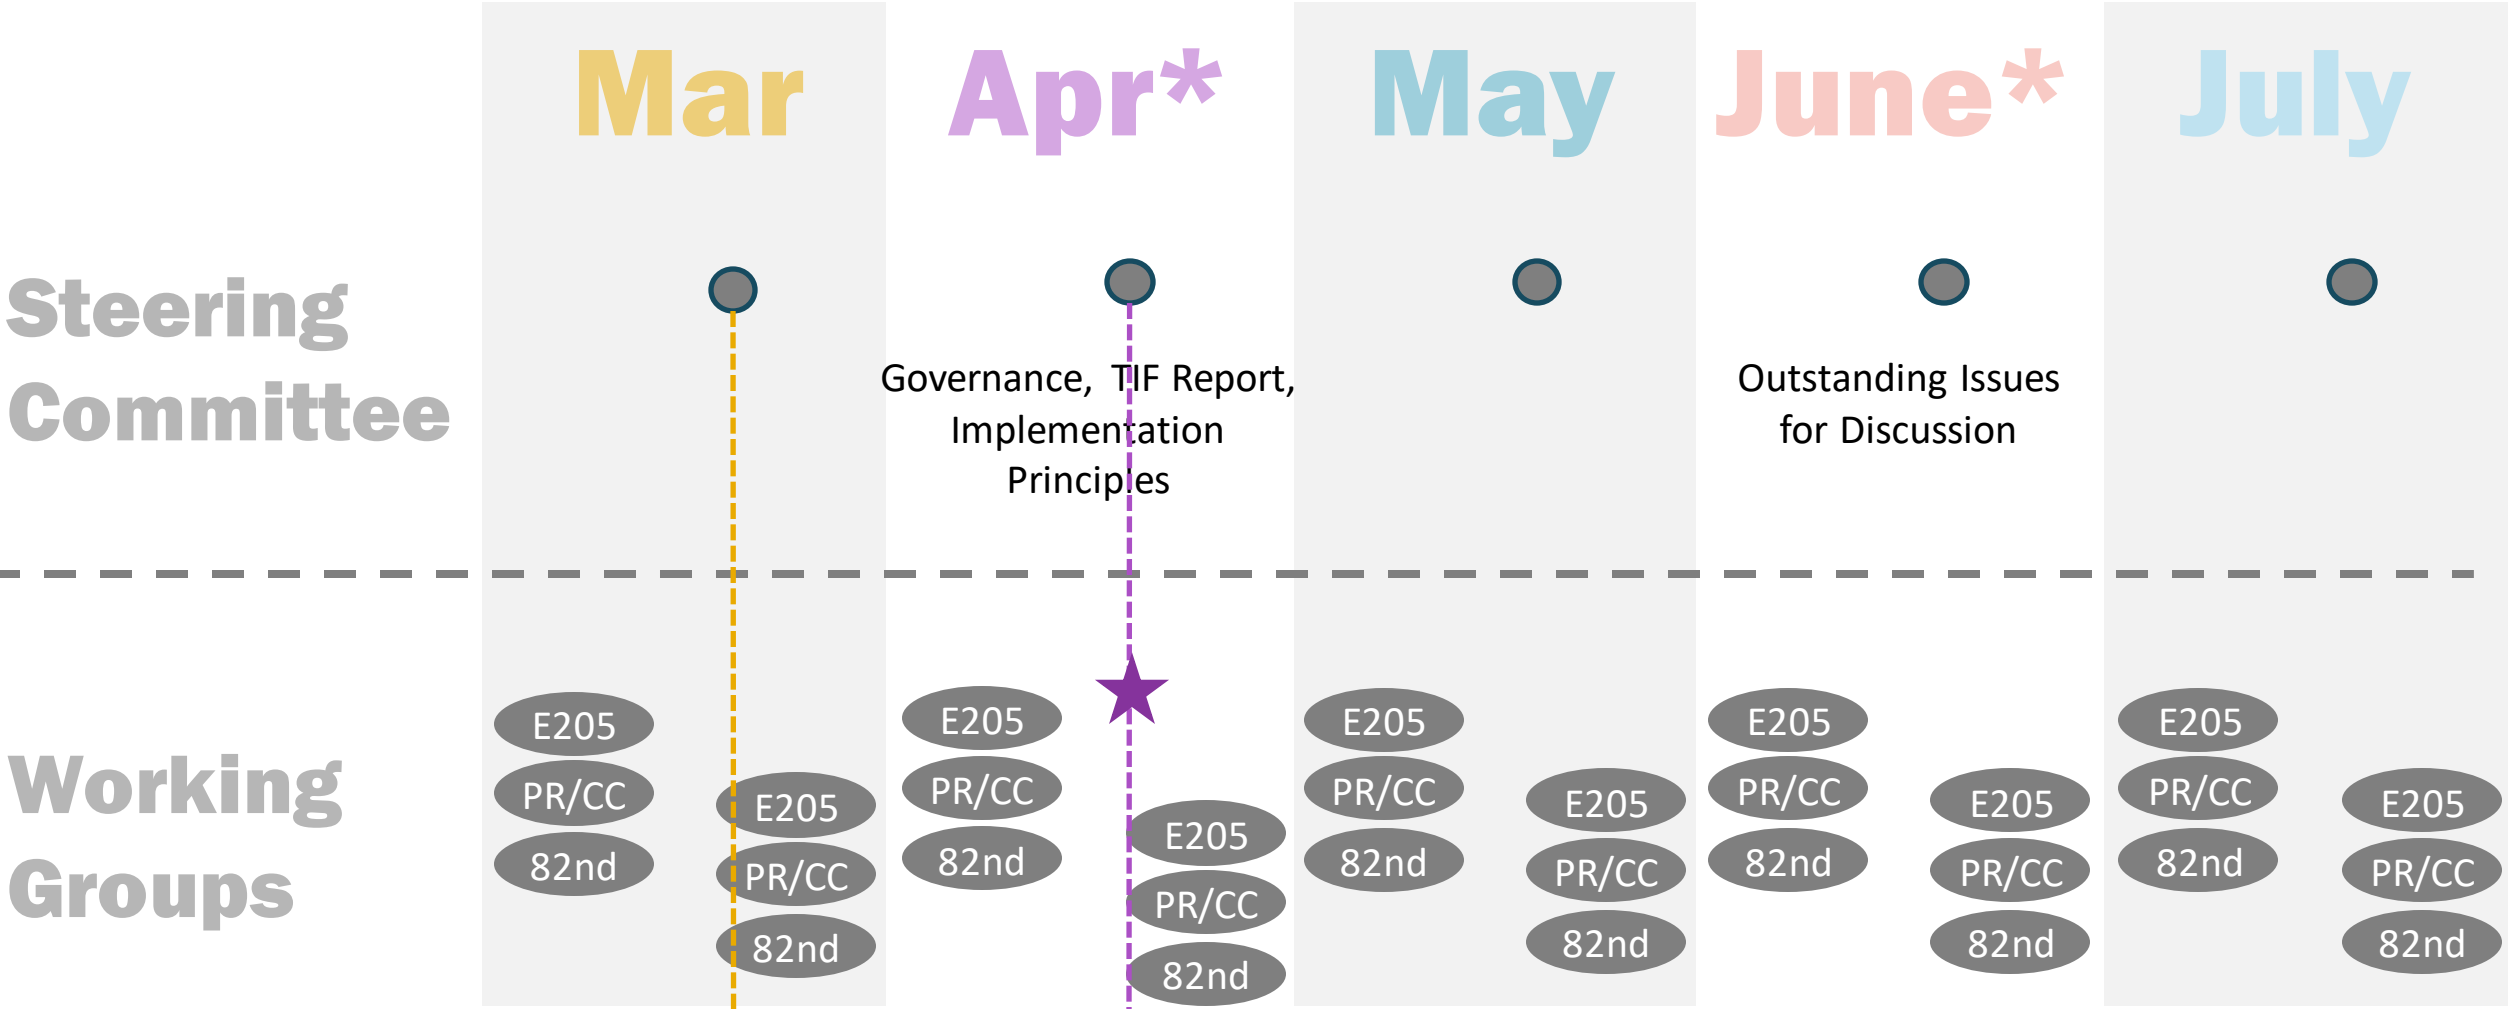 Mar
Apr*
May
June*
July
Steering
Committee
Governance, TIF Report,
Implementation
Principles
Outstanding Issues
for Discussion
Working
Groups
E205
PR/CC
82nd
E205
PR/CC
82nd
E205
PR/CC
82nd
E205
PR/CC
82nd
E205
PR/CC
82nd
E205
PR/CC
82nd
E205
PR/CC
82nd
E205
PR/CC
82nd
E205
PR/CC
82nd
E205
PR/CC
82nd